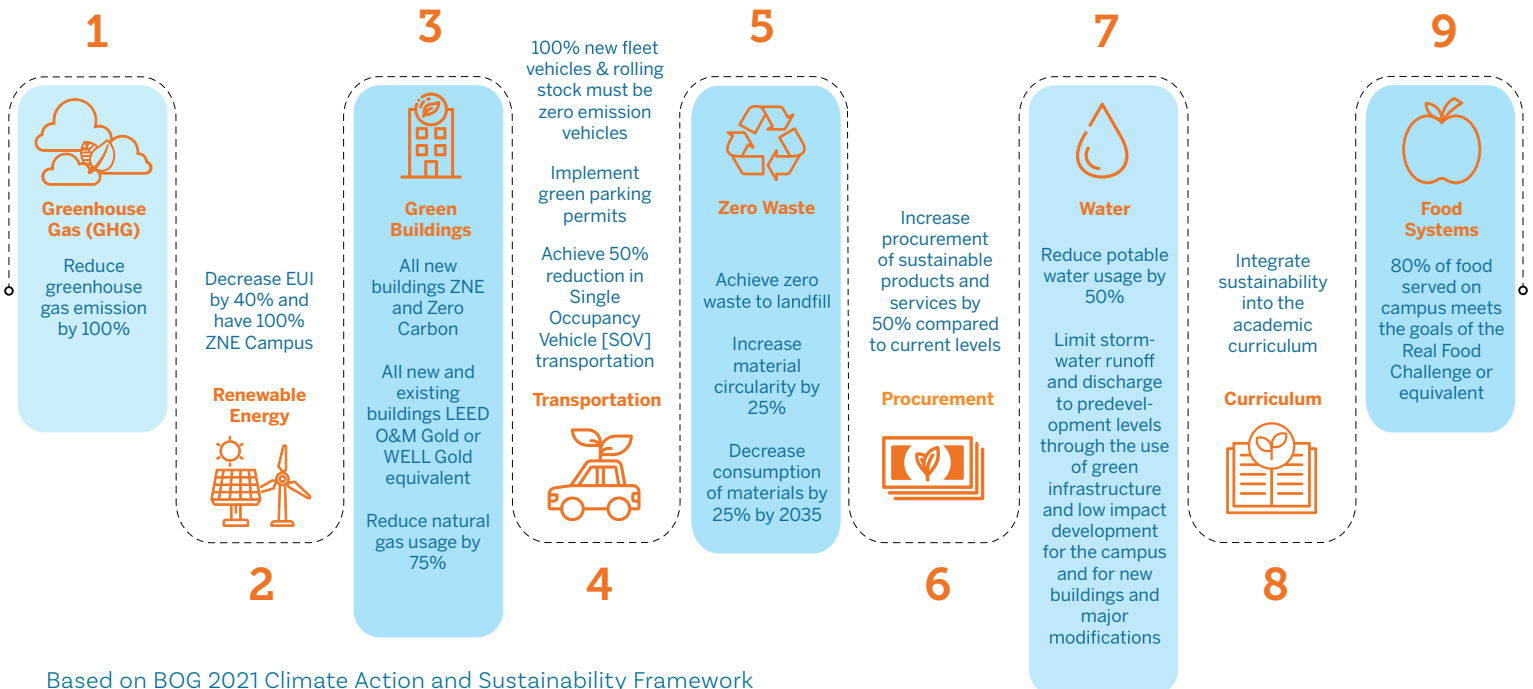 1
Greenhouse
Gas (GHG)
Reduce
greenhouse
gas emission
by 100%
Decrease EUI
by 40% and
have 100%
ZNE Campus
Renewable
Energy
2
3
Green
Buildings
All new
buildings ZNE
and Zero
Carbon
All new and
existing
buildings LEED
O&M Gold or
WELL Gold
equivalent
Reduce natural
gas usage by
75%
100% new fleet
vehicles & rolling
stock must be
zero emission
vehicles
Implement
green parking
permits
Achieve 50%
reduction in
Single
Occupancy
Vehicle [SOV]
transportation
Transportation
4
5
Zero Waste
Achieve zero
waste to landfill
Increase
material
circularity by
25%
Decrease
consumption
of materials by
25% by 2035
Increase
procurement
of sustainable
products and
services by
50% compared
to current levels
Procurement
6
7
Water
Reduce potable
water usage by
50%
Limit storm-
water runoff
and discharge
to predevel-
opment levels
through the use
of green
infrastructure
and low impact
development
for the campus
and for new
buildings and
major
modifications
Integrate
sustainability
into the
academic
curriculum
Curriculum
8
9
Food
Systems
80% of food
served on
campus meets
the goals of the
Real Food
Challenge or
equivalent
Based on BOG 2021 Climate Action and Sustainability Framework